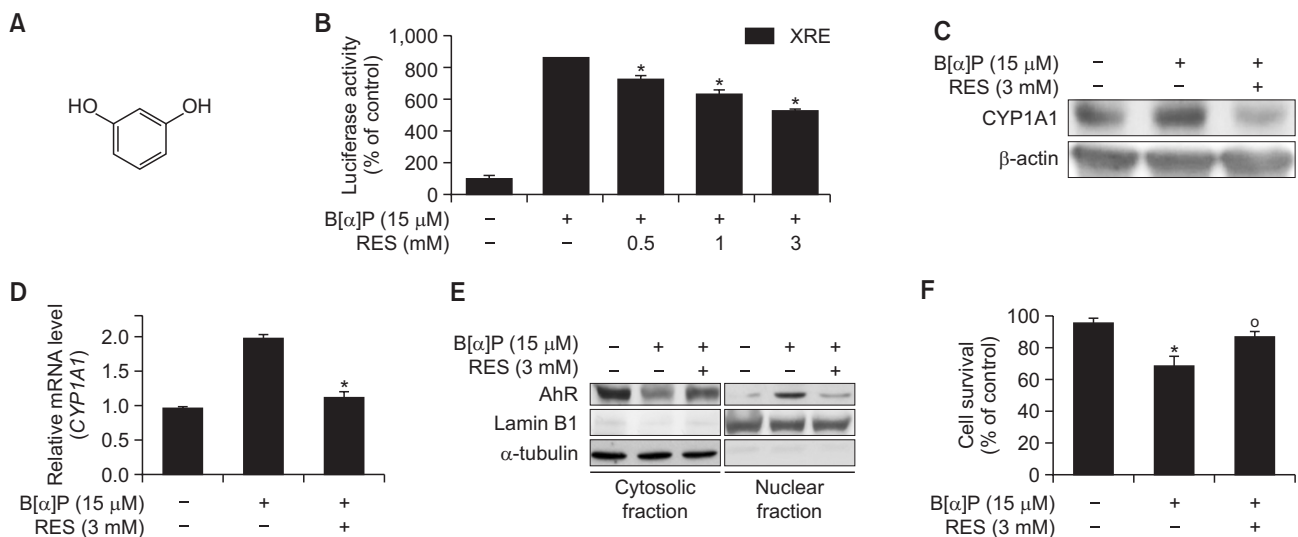 A
HO
OH
B
Luciferase activity
(% of control)
1,000
800
600
400
200
0
XRE
*
*
*
B[α]P (15 μM) – + + + +
RES (mM) – – 0.5 1 3
C
B[α]P (15 μM) – + +
RES (3 mM) – – +
CYP1A1
β-actin
D
Relative mRNA level
(CYP1A1)
2.0
1.5
1.0
0.5
0.0
*
B[α]P (15 μM) – + +
RES (3 mM) – – +
E
B[α]P (15 μM) – + + – + +
RES (3 mM) – – + – – +
AhR
Lamin B1
α-tubulin
Cytosolic
fraction
Nuclear
fraction
F
Cell survival
(% of control)
100
80
60
40
20
0
*
o
B[α]P (15 μM) – + +
RES (3 mM) – – +